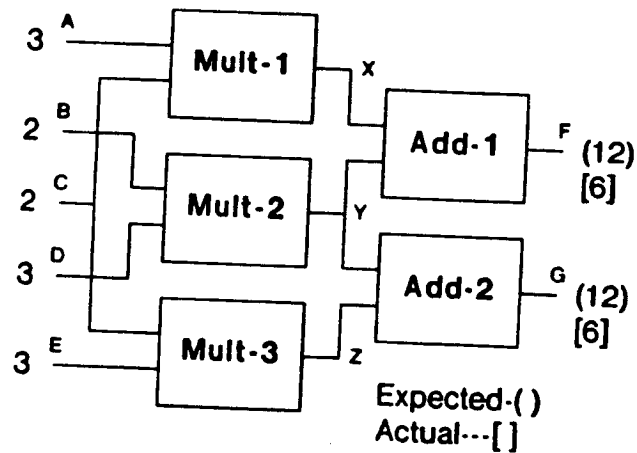 3 A
Mult-1
X
2 B
Add-1
F (12)
[6]
2 C
Mult-2
Y
3 D
Add-2
G (12)
[6]
Mult-3
Z
3 E
Expected-( )
Actual---[ ]